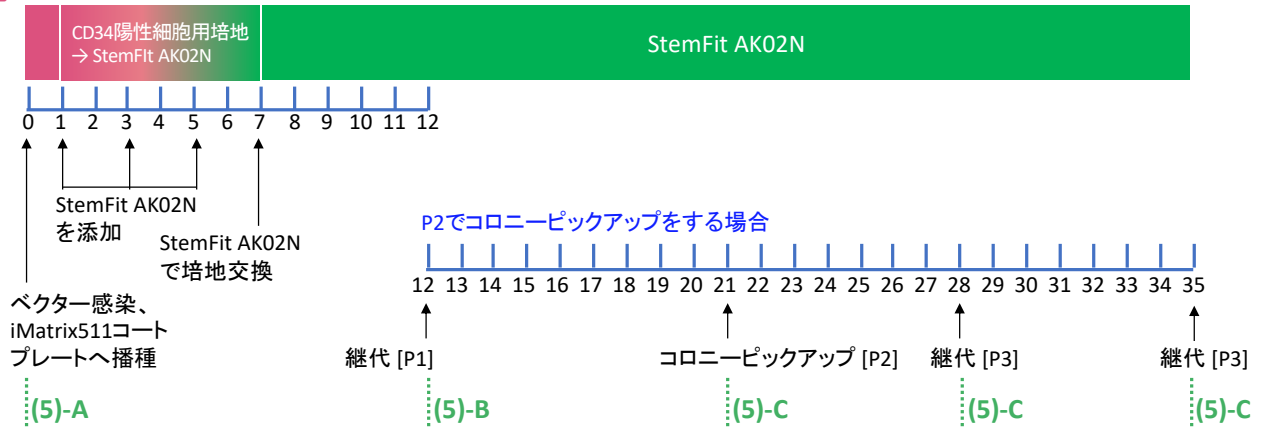 CD34陽性細胞用培地
→ StemFIt AK02N
StemFit AK02N
0 1 2 3 4 5 6 7 8 9 10 11 12
StemFit AK02N
を添加
StemFit AK02N
で培地交換
P2でコロニーピックアップをする場合
12 13 14 15 16 17 18 19 20 21 22 23 24 25 26 27 28 29 30 31 32 33 34 35
ベクター感染、
iMatrix511コート
プレートへ播種
継代 [P1]
コロニーピックアップ [P2]
継代 [P3]
継代 [P3]
(5)-A
(5)-B
(5)-C
(5)-C
(5)-C